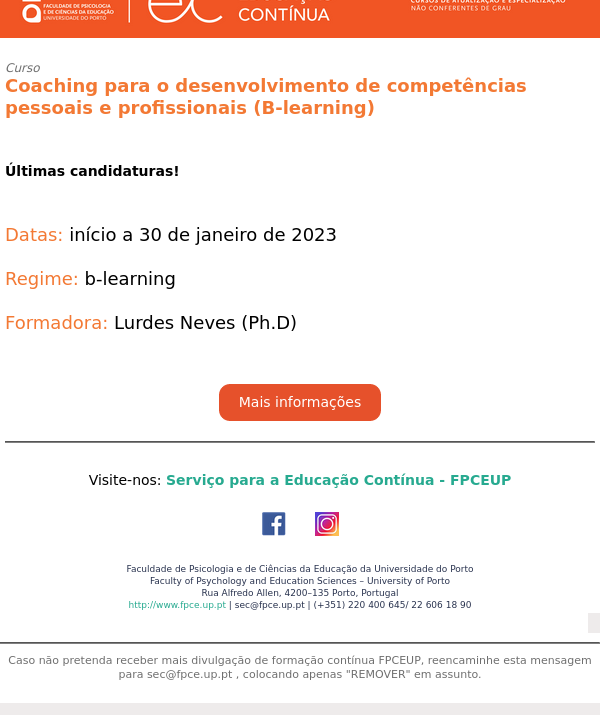 FACULDADE DE PSICOLOGIA
E DE CIÊNCIAS DA EDUCAÇÃO
UNIVERSIDADE DO PORTO
ec
CONTÍNUA
CURSOS DE ATUALIZAÇÃO E ESPECIALIZAÇÃO
NÃO CONFERENTES DE GRAU
Curso
Coaching para o desenvolvimento de competências
pessoais e profissionais (B-learning)
Últimas candidaturas!
Datas: início a 30 de janeiro de 2023
Regime: b-learning
Formadora: Lurdes Neves (Ph.D)
Mais informações
Visite-nos: Serviço para a Educação Contínua - FPCEUP
Faculdade de Psicologia e de Ciências da Educação da Universidade do Porto
Faculty of Psychology and Education Sciences – University of Porto
Rua Alfredo Allen, 4200–135 Porto, Portugal
http://www.fpce.up.pt | sec@fpce.up.pt | (+351) 220 400 645/ 22 606 18 90
Caso não pretenda receber mais divulgação de formação contínua FPCEUP, reencaminhe esta mensagem
para sec@fpce.up.pt , colocando apenas "REMOVER" em assunto.